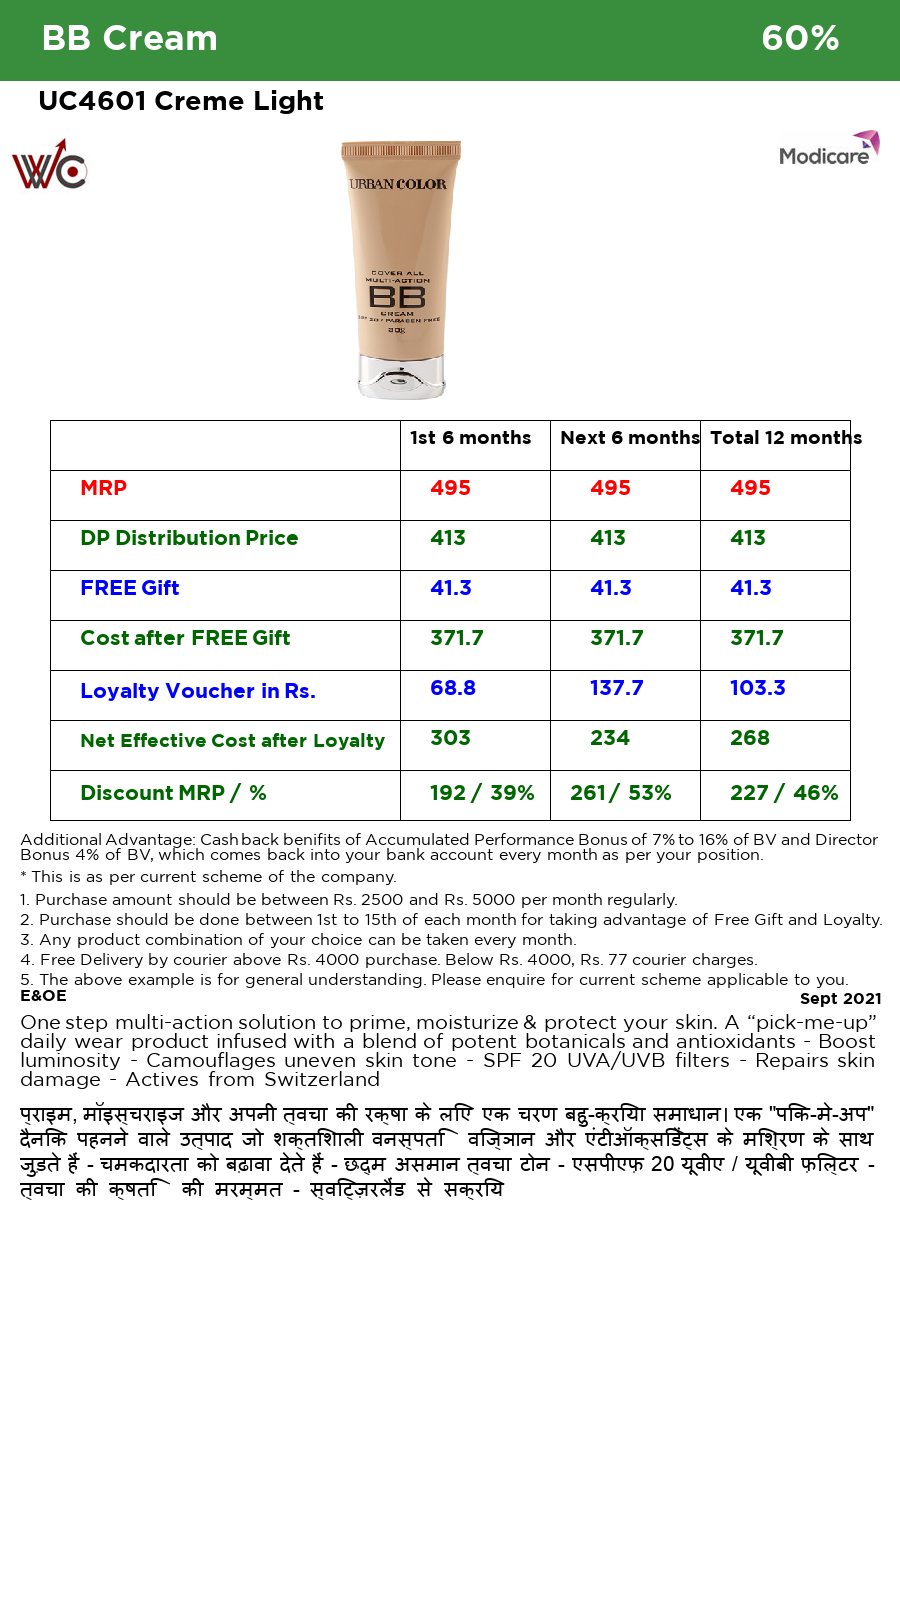 BB Cream 60%
UC4601 Creme Light
WC
Modicare
URBAN COLOR
COVER ALL
MULTI-ACTION
BB
CREAM
SPF 20 • PARABEN FREE
30g
1st 6 months Next 6 months Total 12 months
MRP 495 495 495
DP Distribution Price 413 413 413
FREE Gift 41.3 41.3 41.3
Cost after FREE Gift 371.7 371.7 371.7
Loyalty Voucher in Rs. 68.8 137.7 103.3
Net Effective Cost after Loyalty 303 234 268
Discount MRP / % 192 / 39% 261 / 53% 227 / 46%
Additional Advantage: Cashback benifits of Accumulated Performance Bonus of 7% to 16% of BV and Director
Bonus 4% of BV, which comes back into your bank account every month as per your position.
* This is as per current scheme of the company.
1. Purchase amount should be between Rs. 2500 and Rs. 5000 per month regularly.
2. Purchase should be done between 1st to 15th of each month for taking advantage of Free Gift and Loyalty.
3. Any product combination of your choice can be taken every month.
4. Free Delivery by courier above Rs. 4000 purchase. Below Rs. 4000, Rs. 77 courier charges.
5. The above example is for general understanding. Please enquire for current scheme applicable to you.
E&OE
Sept 2021
One step multi-action solution to prime, moisturize & protect your skin. A “pick-me-up”
daily wear product infused with a blend of potent botanicals and antioxidants - Boost
luminosity - Camouflages uneven skin tone - SPF 20 UVA/UVB filters - Repairs skin
damage - Actives from Switzerland
प्राइम, मॉइस्चराइज और अपनी त्वचा की रक्षा के लिए एक चरण बहु-क्रिया समाधान। एक "पिक-मे-अप"
दैनिक पहनने वाले उत्पाद जो शक्तिशाली वनस्पति विज्ञान और एंटीऑक्सिडेंट्स के मिश्रण के साथ
जुड़ते हैं - चमकदारता को बढ़ावा देते हैं - छद्म असमान त्वचा टोन - एसपीएफ़ 20 यूवीए / यूवीबी फ़िल्टर -
त्वचा की क्षति की मरम्मत - स्विट्ज़रलैंड से सक्रिय